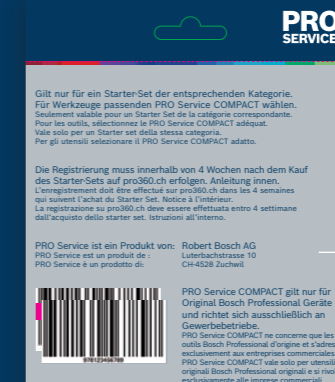 PRO
SERVICE
Gilt nur für ein Starter-Set der entsprechenden Kategorie.
Für Werkzeuge passenden PRO Service COMPACT wählen.
Seulement valable pour un Starter Set de la catégorie correspondante.
Pour les outils, sélectionnez le PRO Service COMPACT adéquat.
Vale solo per un Starter set della stessa categoria.
Per gli utensili selezionare il PRO Service COMPACT adatto.
Die Registrierung muss innerhalb von 4 Wochen nach dem Kauf
des Starter-Sets auf pro360.ch erfolgen. Anleitung innen.
L'enregistrement doit être effectué sur pro360.ch dans les 4 semaines
qui suivent l'achat du Starter Set. Notice à l'intérieur.
La registrazione su pro360.ch deve essere effettuata entro 4 settimane
dall'acquisto dello starter set. Istruzioni all'interno.
PRO Service ist ein Produkt von:
PRO Service est un produit de :
PRO Service è un prodotto di:
Robert Bosch AG
Luterbachstrasse 10
CH-4528 Zuchwil
PRO Service COMPACT gilt nur für
Original Bosch Professional Geräte
und richtet sich ausschließlich an
Gewerbebetriebe.
PRO Service COMPACT ne concerne que les
outils Bosch Professional d'origine et s'adres
exclusivement aux entreprises commerciales
PRO Service COMPACT vale solo per utensili
originali Bosch Professional originali e si rivol
esclusivamente alle imprese commerciali